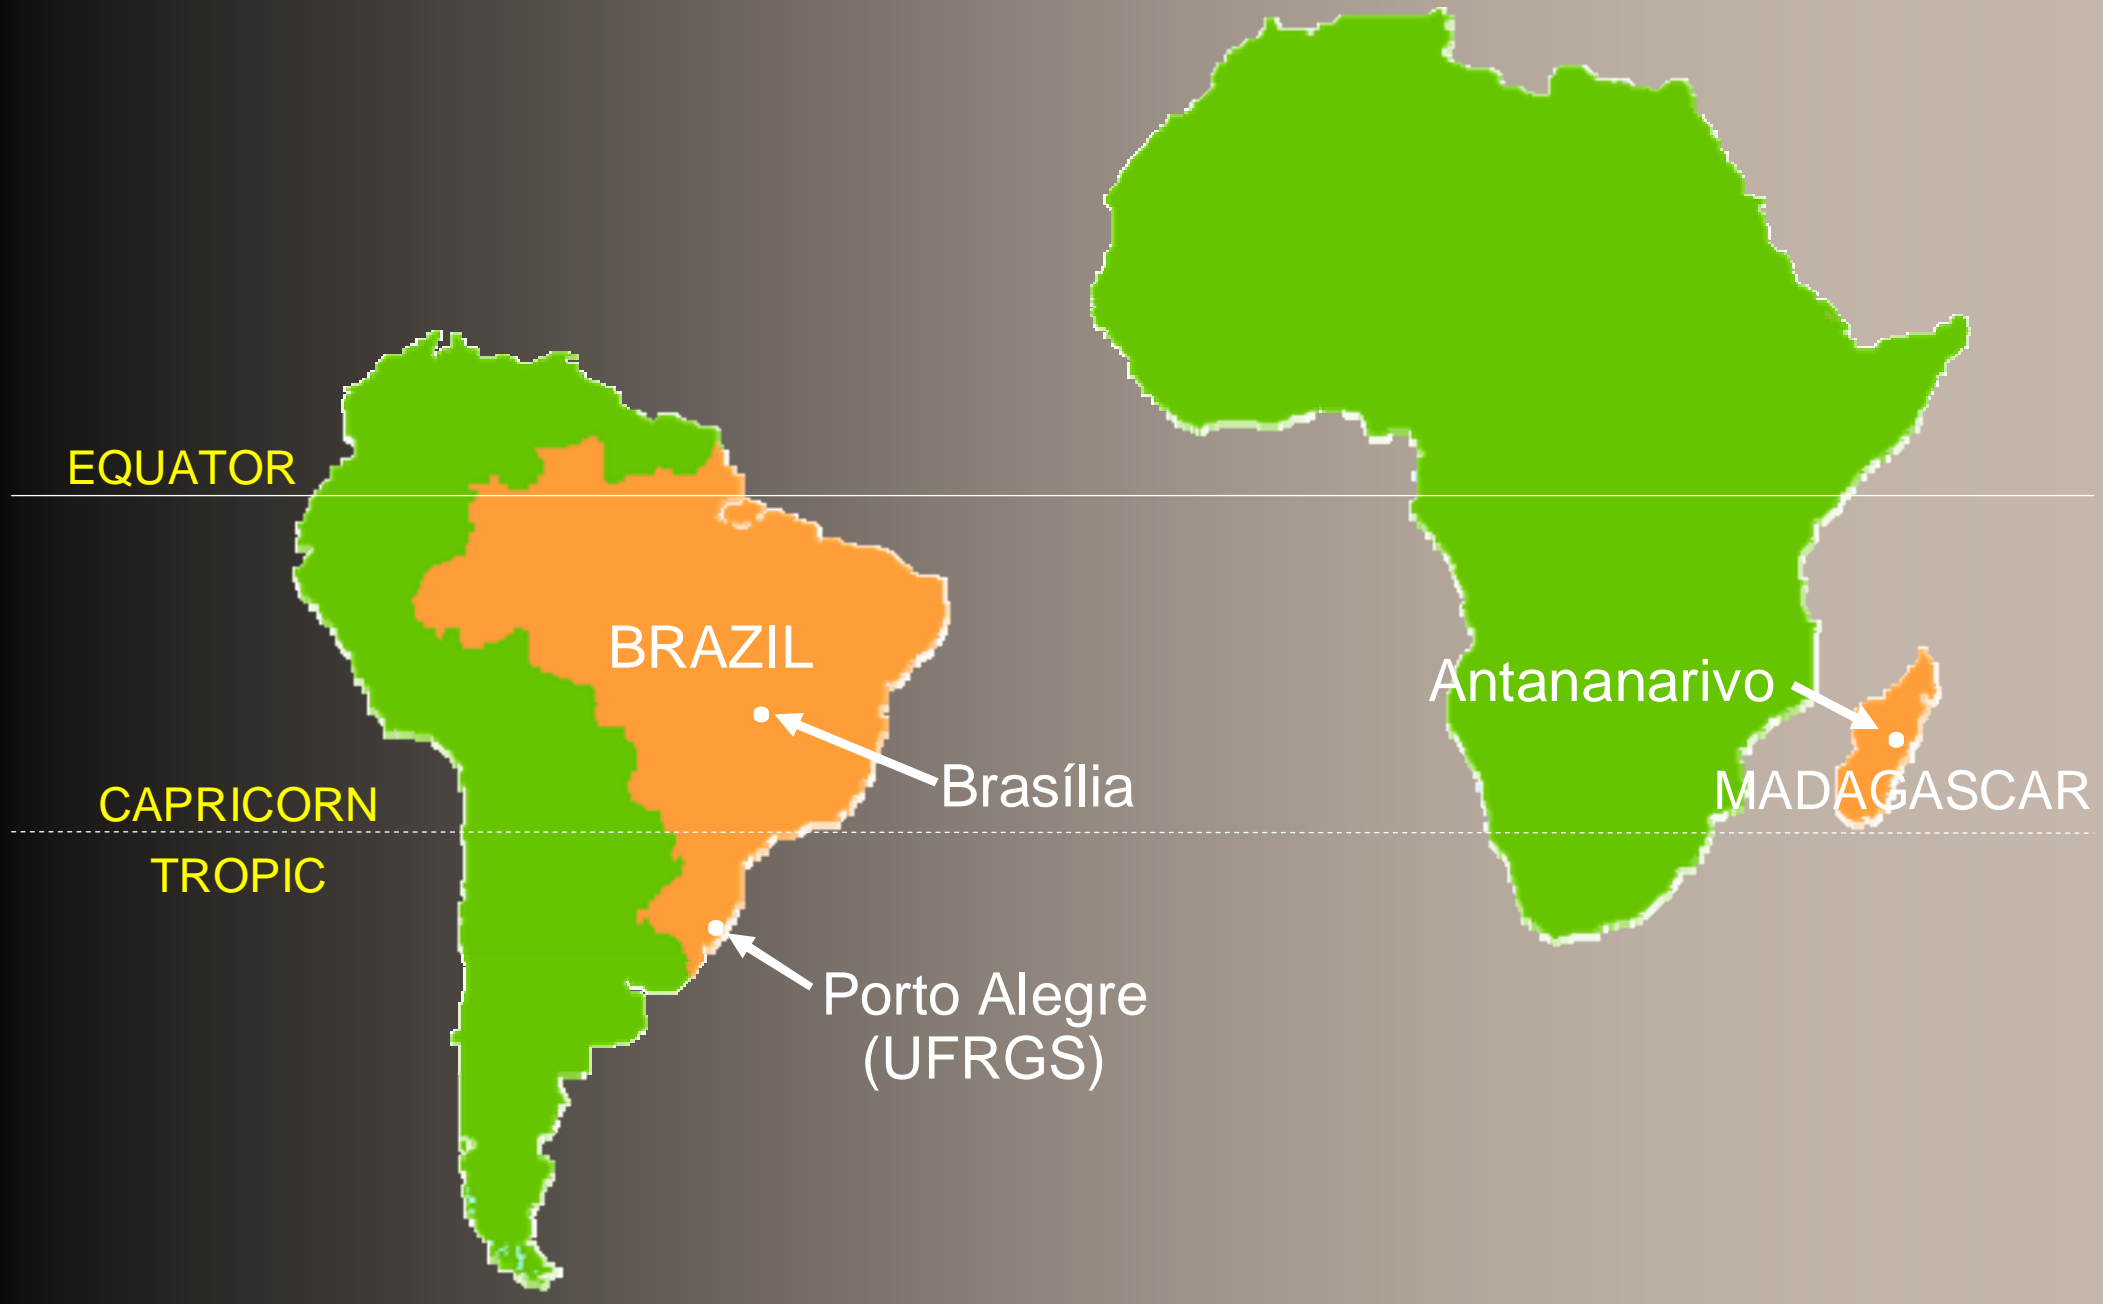 EQUATOR
BRAZIL
Antananarivo
Brasília
MADAGASCAR
CAPRICORN
TROPIC
Porto Alegre
(UFRGS)